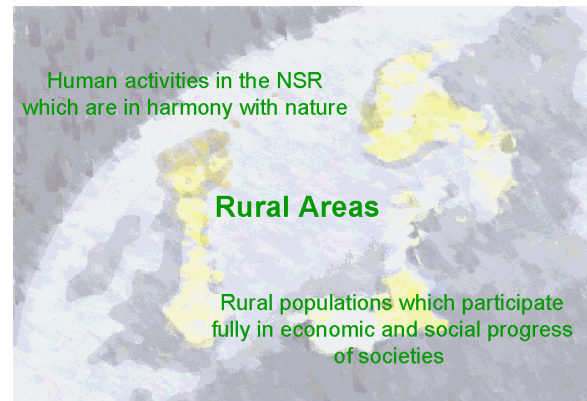 Human activities in the NSR
which are in harmony with nature
Rural Areas
Rural populations which participate
fully in economic and social progress
of societies